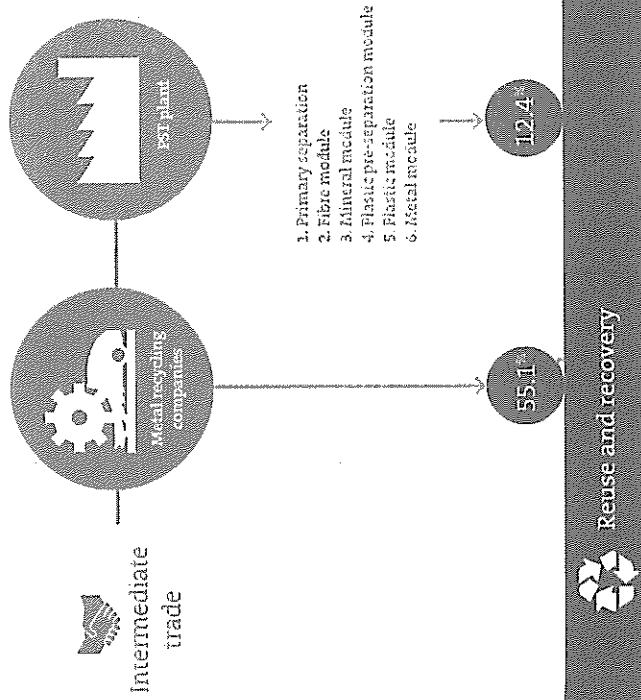 Intermediate
trade
Metal recycling
companies
PST plant
1. Primary separation
2. Fibre module
3. Mineral module
4. Plastic pre-separation module
5. Plastic module
6. Metal module
55.1%
12.4%
Reuse and recovery